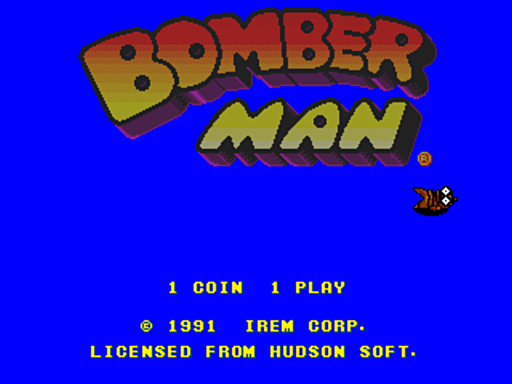 BOMBER
MAN®
1 COIN 1 PLAY
© 1991 IREM CORP.
LICENSED FROM HUDSON SOFT.